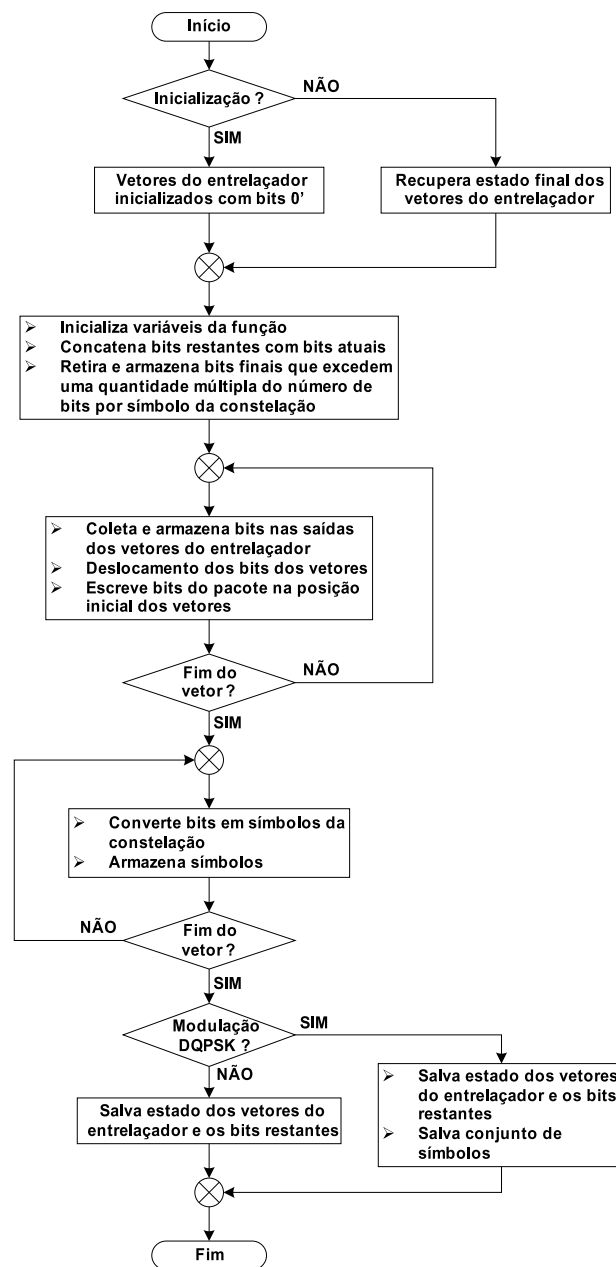 Início
Inicialização ?
NÃO
SIM
Vetores do entrelaçador
inicializados com bits 0'
Recupera estado final dos
vetores do entrelaçador
➢ Inicializa variáveis da função
➢ Concatena bits restantes com bits atuais
➢ Retira e armazena bits finais que excedem
uma quantidade múltipla do número de
bits por símbolo da constelação
➢ Coleta e armazena bits nas saídas
dos vetores do entrelaçador
➢ Deslocamento dos bits dos vetores
➢ Escreve bits do pacote na posição
inicial dos vetores
Fim do
vetor ?
NÃO
SIM
➢ Converte bits em símbolos da
constelação
➢ Armazena símbolos
NÃO
Fim do
vetor ?
SIM
Modulação
DQPSK ?
SIM
NÃO
Salva estado dos vetores do
entrelaçador e os bits restantes
➢ Salva estado dos vetores
do entrelaçador e os bits
restantes
➢ Salva conjunto de
símbolos
Fim